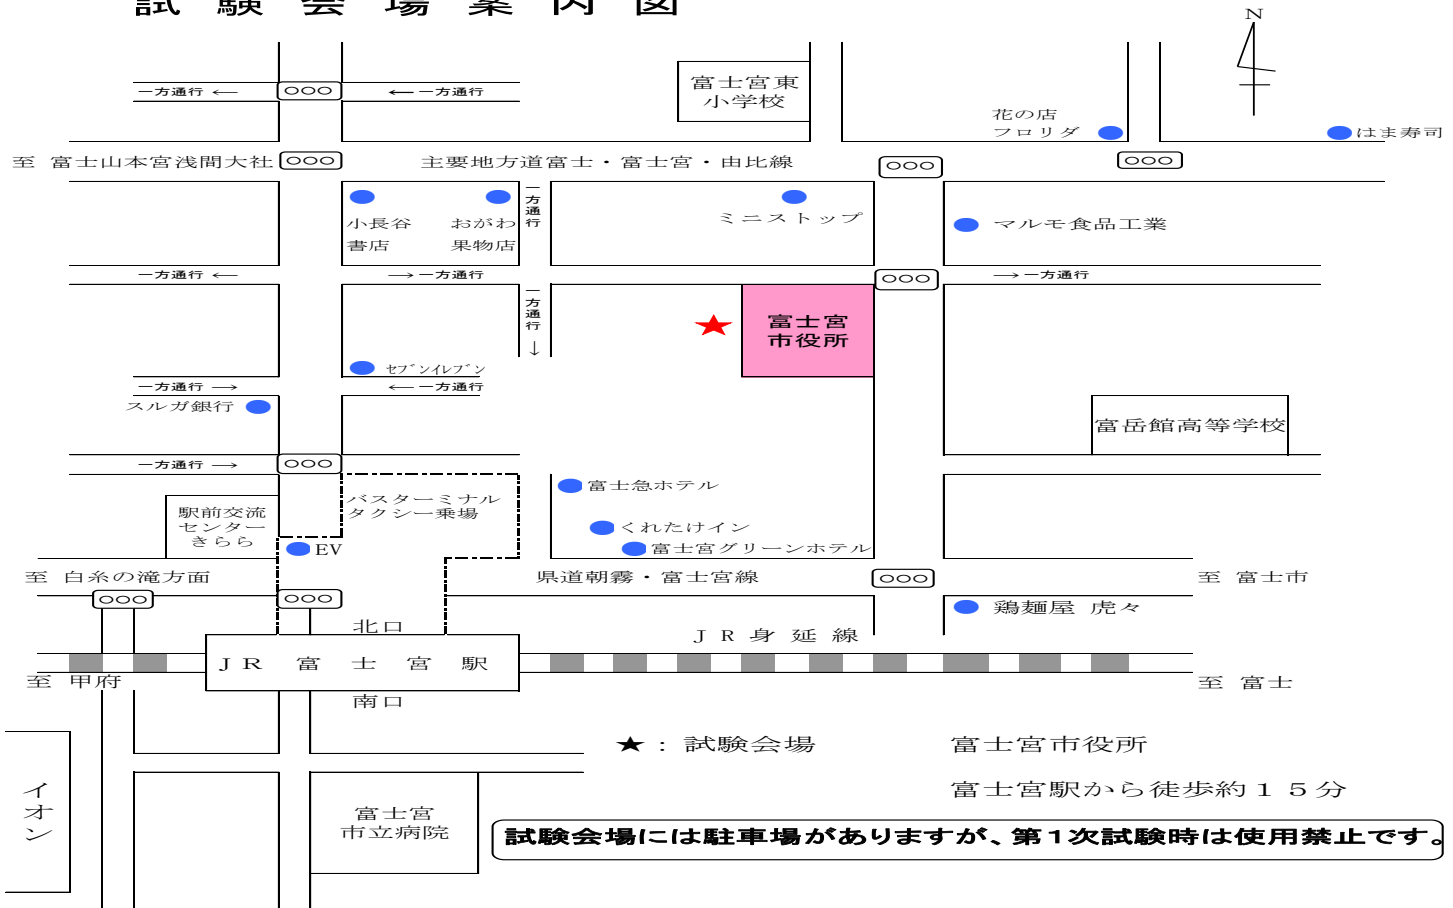 試験会場案内図
N
一方通行 ←
○○○
← 一方通行
富士宮東
小学校
花の店
フロリダ
はま寿司
至 富士山本宮浅間大社
○○○
主要地方道富士・富士宮・由比線
○○○
○○○
小長谷
書店
おがわ
果物店
一方通行
ミニストップ
マルモ食品工業
一方通行 ←
→ 一方通行
○○○
→ 一方通行
一方通行 ↓
★
富士宮
市役所
セブンイレブン
一方通行 →
← 一方通行
スルガ銀行
富岳館高等学校
一方通行 →
○○○
バスターミナル
タクシー乗場
富士急ホテル
駅前交流
センター
きらら
くれたけイン
EV
富士宮グリーンホテル
至 白糸の滝方面
県道朝霧・富士宮線
○○○
至 富士市
○○○
○○○
鶏麺屋 虎々
北口
JR身延線
JR 富士宮駅
至 甲府
至 富士
南口
★：試験会場 富士宮市役所
富士宮駅から徒歩約１５分
イオン
富士宮
市立病院
試験会場には駐車場がありますが、第１次試験時は使用禁止です。